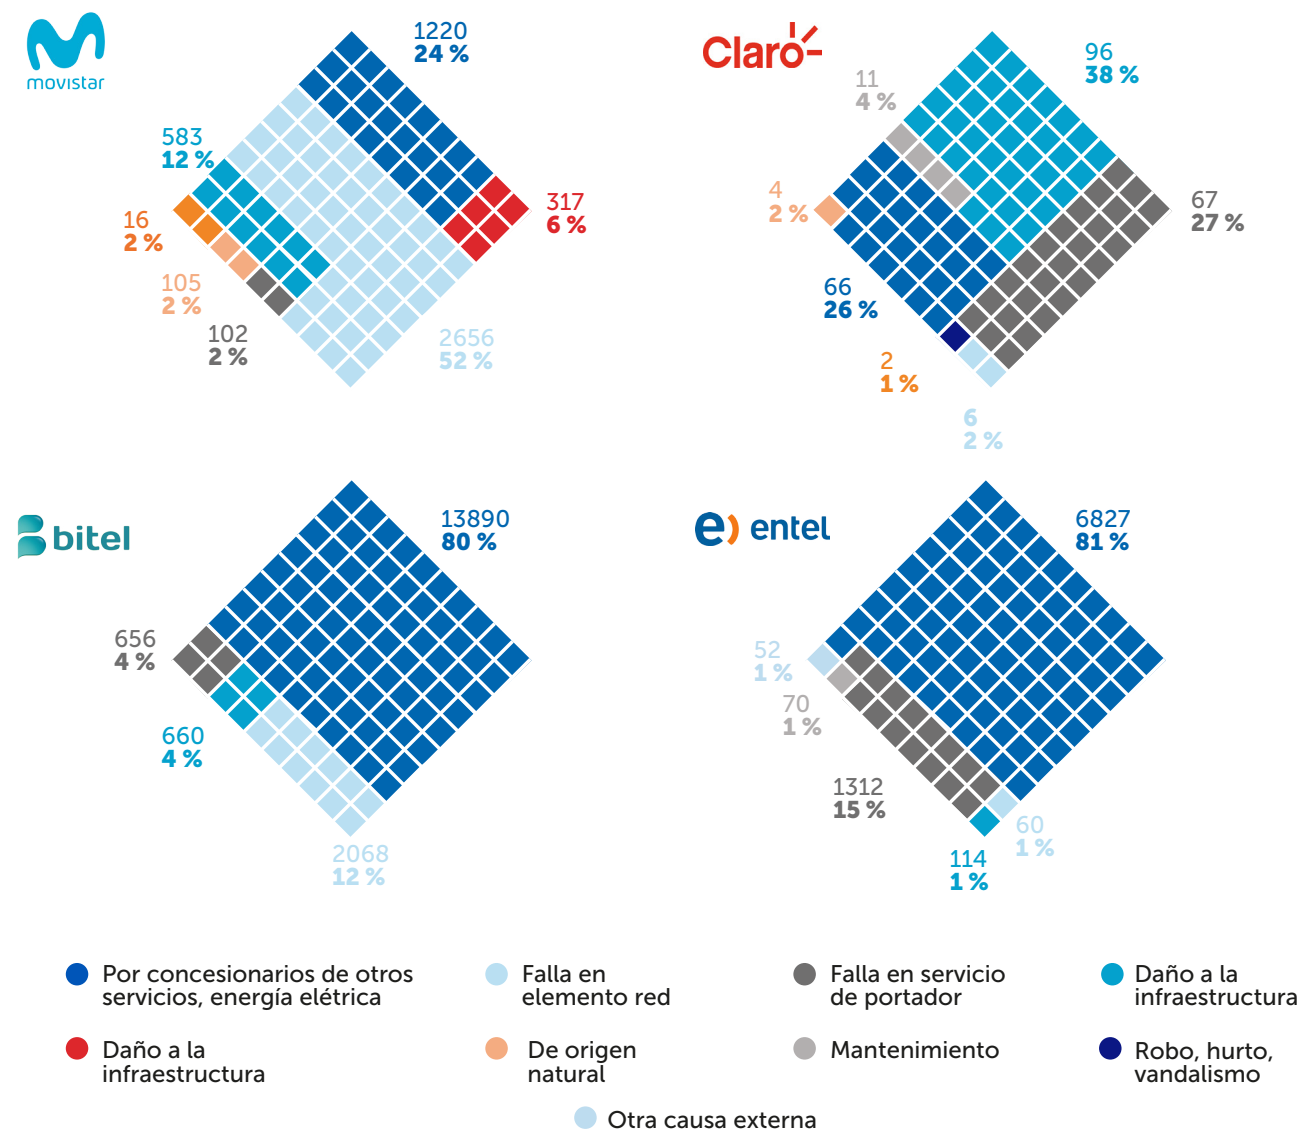 movistar
1220
24 %
583
12 %
16
2 %
105
2 %
102
2 %
317
6 %
2656
52 %
Claro
96
38 %
11
4 %
4
2 %
67
27 %
66
26 %
2
1 %
6
2 %
bitel
13890
80 %
656
4 %
660
4 %
2068
12 %
e) entel
6827
81 %
52
1 %
70
1 %
1312
15 %
60
1 %
114
1 %
Por concesionarios de otros
servicios, energía elétrica
Falla en
elemento red
Falla en servicio
de portador
Daño a la
infraestructura
Daño a la
infraestructura
De origen
natural
Mantenimiento
Robo, hurto,
vandalismo
Otra causa externa